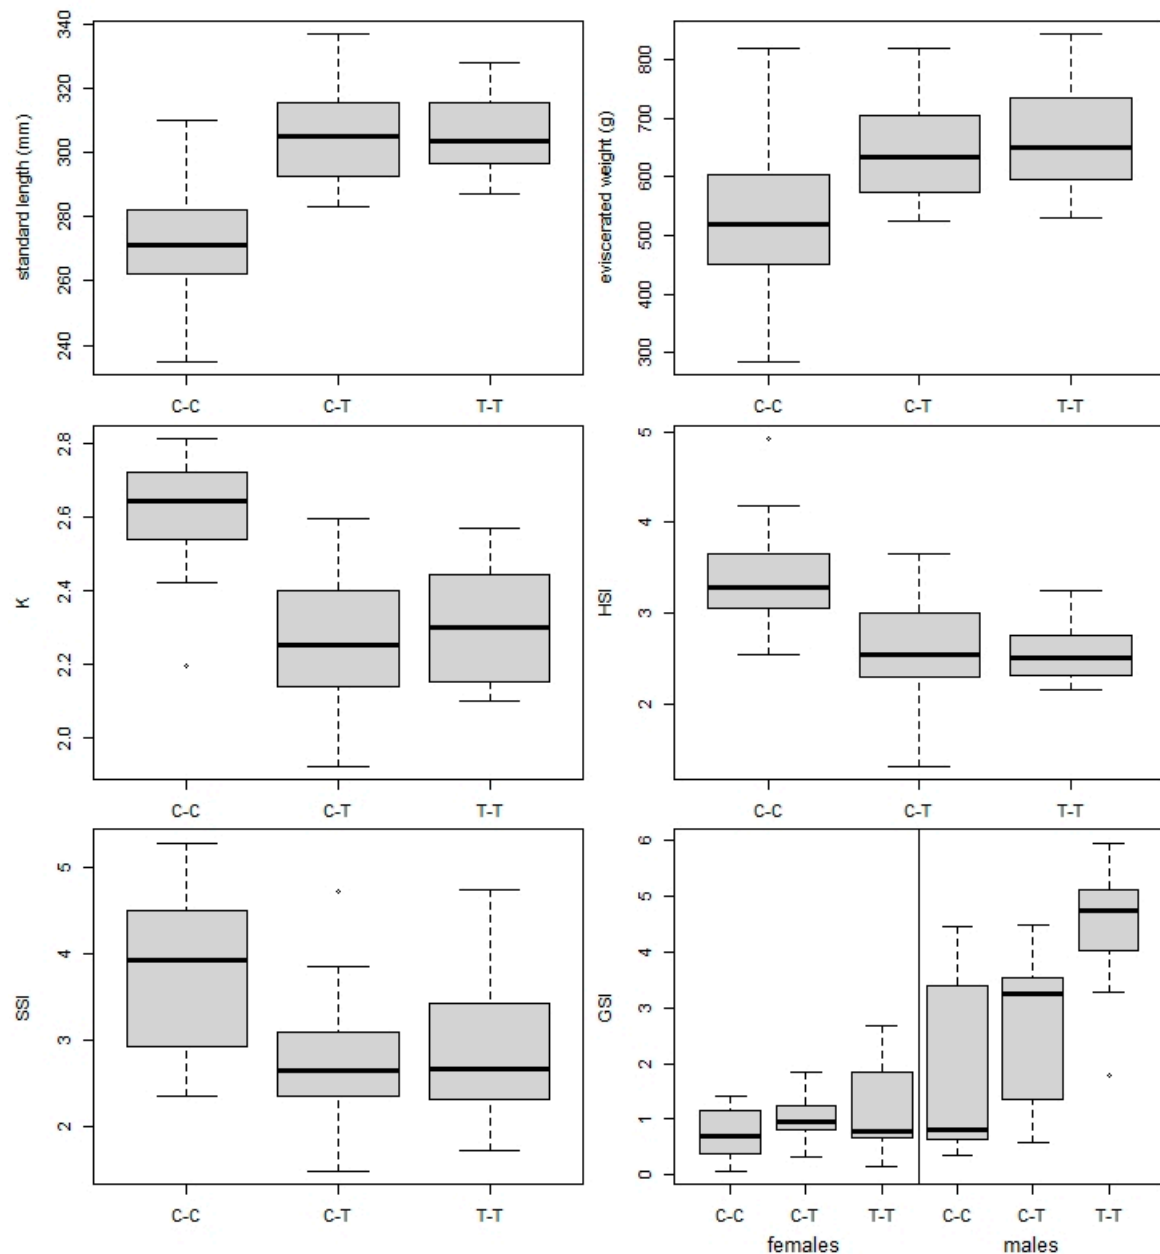 standard length (mm)
340
320
300
280
260
240
C-C C-T T-T
eviscerated weight (g)
800
700
600
500
400
300
C-C C-T T-T
K
2.8
2.6
2.4
2.2
2.0
C-C C-T T-T
HSI
5
4
3
2
C-C C-T T-T
SSI
5
4
3
2
C-C C-T T-T
GSI
6
5
4
3
2
1
0
C-C C-T T-T C-C C-T T-T
females males